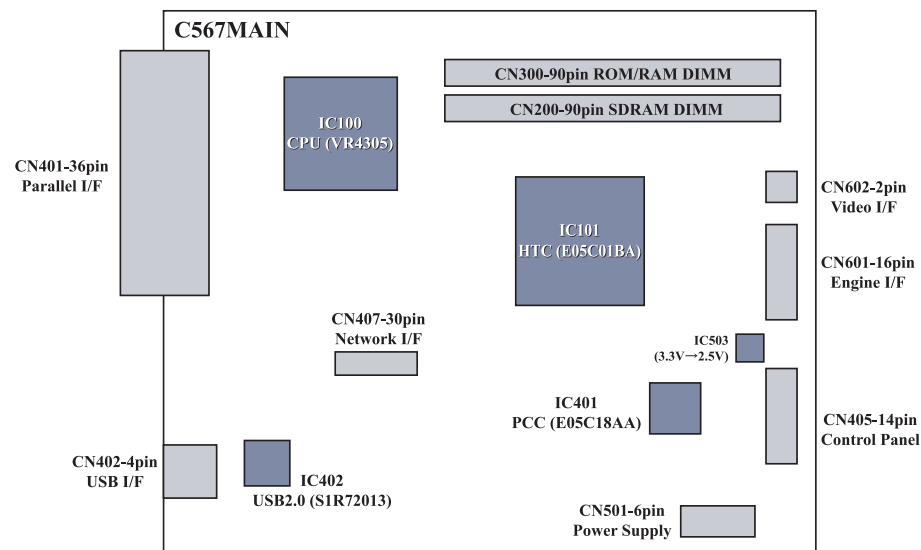 C567MAIN
CN300-90pin ROM/RAM DIMM
CN200-90pin SDRAM DIMM
IC100
CPU (VR4305)
CN401-36pin
Parallel I/F
CN602-2pin
Video I/F
IC101
HTC (E05C01BA)
CN601-16pin
Engine I/F
CN407-30pin
Network I/F
IC503
(3.3V→2.5V)
IC401
PCC (E05C18AA)
CN405-14pin
Control Panel
CN402-4pin
USB I/F
IC402
USB2.0 (S1R72013)
CN501-6pin
Power Supply